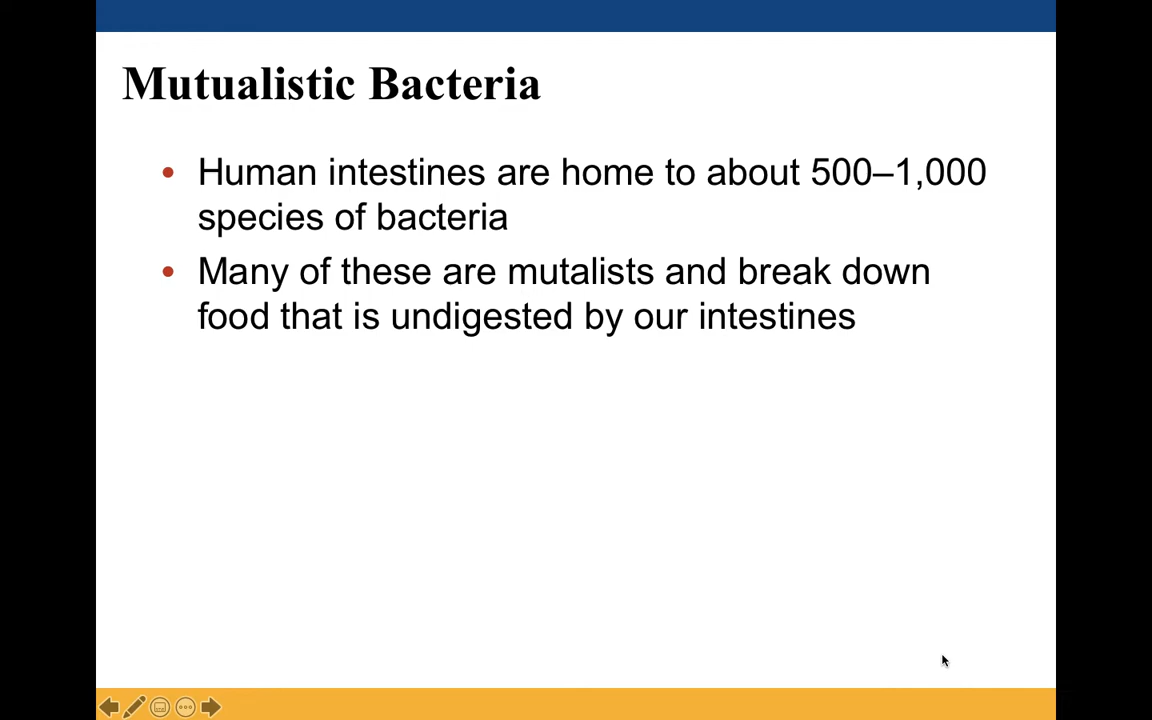 Mutualistic Bacteria
• Human intestines are home to about 500–1,000
species of bacteria
• Many of these are mutalists and break down
food that is undigested by our intestines